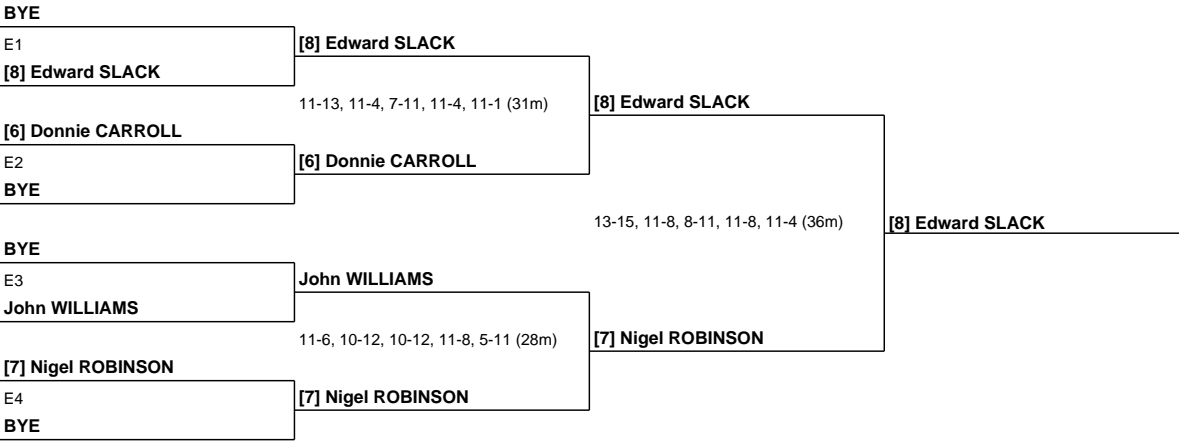 BYE
E1
[8] Edward SLACK
[8] Edward SLACK
11-13, 11-4, 7-11, 11-4, 11-1 (31m)
[6] Donnie CARROLL
E2
[6] Donnie CARROLL
BYE
[8] Edward SLACK
13-15, 11-8, 8-11, 11-8, 11-4 (36m)
[8] Edward SLACK
BYE
E3
John WILLIAMS
John WILLIAMS
11-6, 10-12, 10-12, 11-8, 5-11 (28m)
[7] Nigel ROBINSON
[7] Nigel ROBINSON
E4
[7] Nigel ROBINSON
BYE